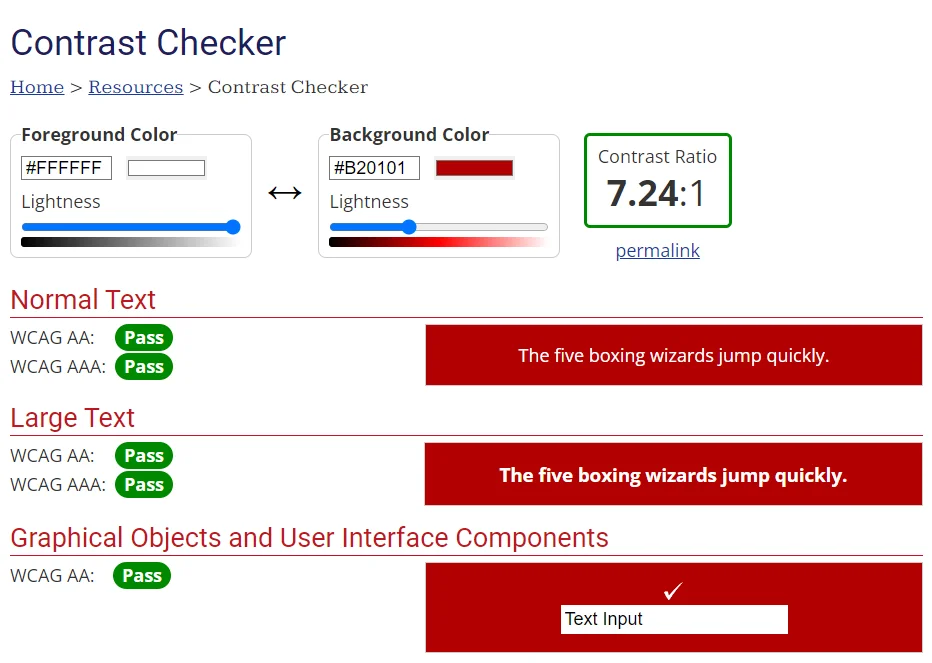 Contrast Checker
Home > Resources > Contrast Checker
Foreground Color
#FFFFFF
Lightness
Background Color
#B20101
Lightness
Contrast Ratio
7.24:1
permalink
Normal Text
WCAG AA: Pass
WCAG AAA: Pass
The five boxing wizards jump quickly.
Large Text
WCAG AA: Pass
WCAG AAA: Pass
The five boxing wizards jump quickly.
Graphical Objects and User Interface Components
WCAG AA: Pass
Text Input